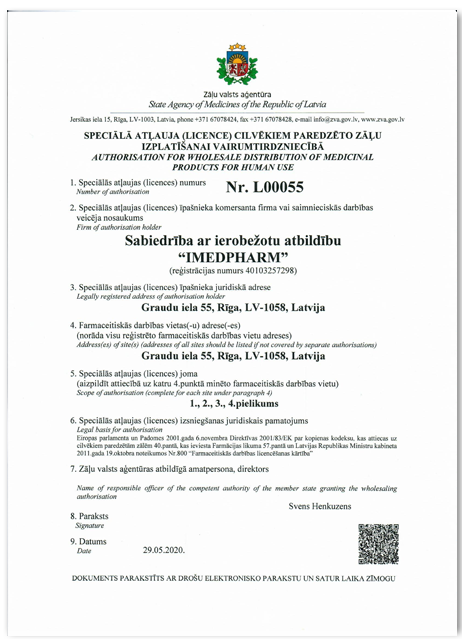 Zāļu valsts aģentūra
State Agency of Medicines of the Republic of Latvia
Jersikas iela 15, Rīga, LV-1003, Latvia, phone +371 67078424, fax +371 67078428, e-mail info@zva.gov.lv, www.zva.gov.lv
SPECIĀLĀ ATĻAUJA (LICENCE) CILVĒKIEM PAREDZĒTO ZĀĻU
IZPLATĪŠANAI VAIRUMTIRDZNIECĪBĀ
AUTHORISATION FOR WHOLESALE DISTRIBUTION OF MEDICINAL
PRODUCTS FOR HUMAN USE
1. Speciālās atļaujas (licences) numurs
Nr. L00055
Number of authorisation
2. Speciālās atļaujas (licences) īpašnieka komersanta firma vai saimnieciskās darbības
veicēja nosaukums
Firm of authorisation holder
Sabiedrība ar ierobežotu atbildību
“IMEDPHARM”
(reģistrācijas numurs 40103257298)
3. Speciālās atļaujas (licences) īpašnieka juridiskā adrese
Legally registered address of authorisation holder
Graudu iela 55, Rīga, LV-1058, Latvija
4. Farmaceitiskās darbības vietas(-u) adrese(-es)
(norāda visu reģistrēto farmaceitiskās darbības vietu adreses)
Address(es) of site(s) (addresses of all sites should be listed if not covered by separate authorisations)
Graudu iela 55, Rīga, LV-1058, Latvija
5. Speciālās atļaujas (licences) joma
(aizpildīt attiecībā uz katru 4.punktā minēto farmaceitiskās darbības vietu)
Scope of authorisation (complete for each site under paragraph 4)
1., 2., 3., 4.pielikums
6. Speciālās atļaujas (licences) izsniegšanas juridiskais pamatojums
Legal basis for authorisation
Eiropas parlamenta un Padomes 2001.gada 6.novembra Direktīvas 2001/83/EK par kopienas kodeksu, kas attiecas uz
cilvēkiem paredzētām zālēm 40.pantā, kas ieviesta Farmācijas likuma 57.pantā un Latvijas Republikas Ministru kabineta
2011.gada 19.oktobra noteikumos Nr.800 “Farmaceitiskās darbības licencēšanas kārtība”
7. Zāļu valsts aģentūras atbildīgā amatpersona, direktors
Name of responsible officer of the competent authority of the member state granting the wholesaling
authorisation
Svens Henkuzens
8. Paraksts
Signature
9. Datums
Date
29.05.2020.
DOKUMENTS PARAKSTĪTS AR DROŠU ELEKTRONISKO PARAKSTU UN SATUR LAIKA ZĪMOGU